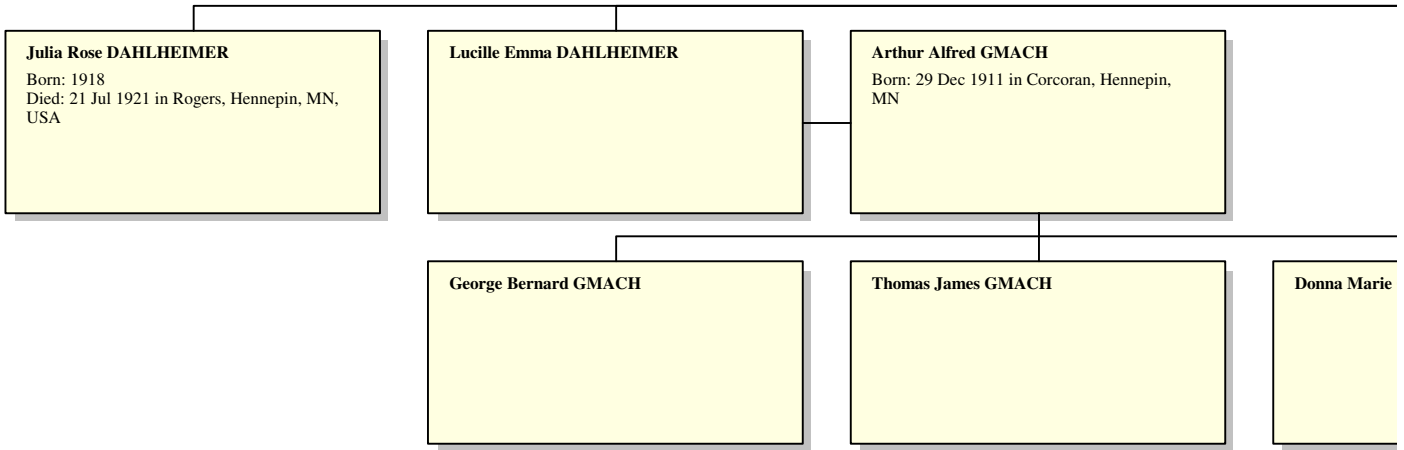 Julia Rose DAHLHEIMER
Born: 1918
Died: 21 Jul 1921 in Rogers, Hennepin, MN,
USA
Lucille Emma DAHLHEIMER
Arthur Alfred GMACH
Born: 29 Dec 1911 in Corcoran, Hennepin,
MN
George Bernard GMACH
Thomas James GMACH
Donna Marie